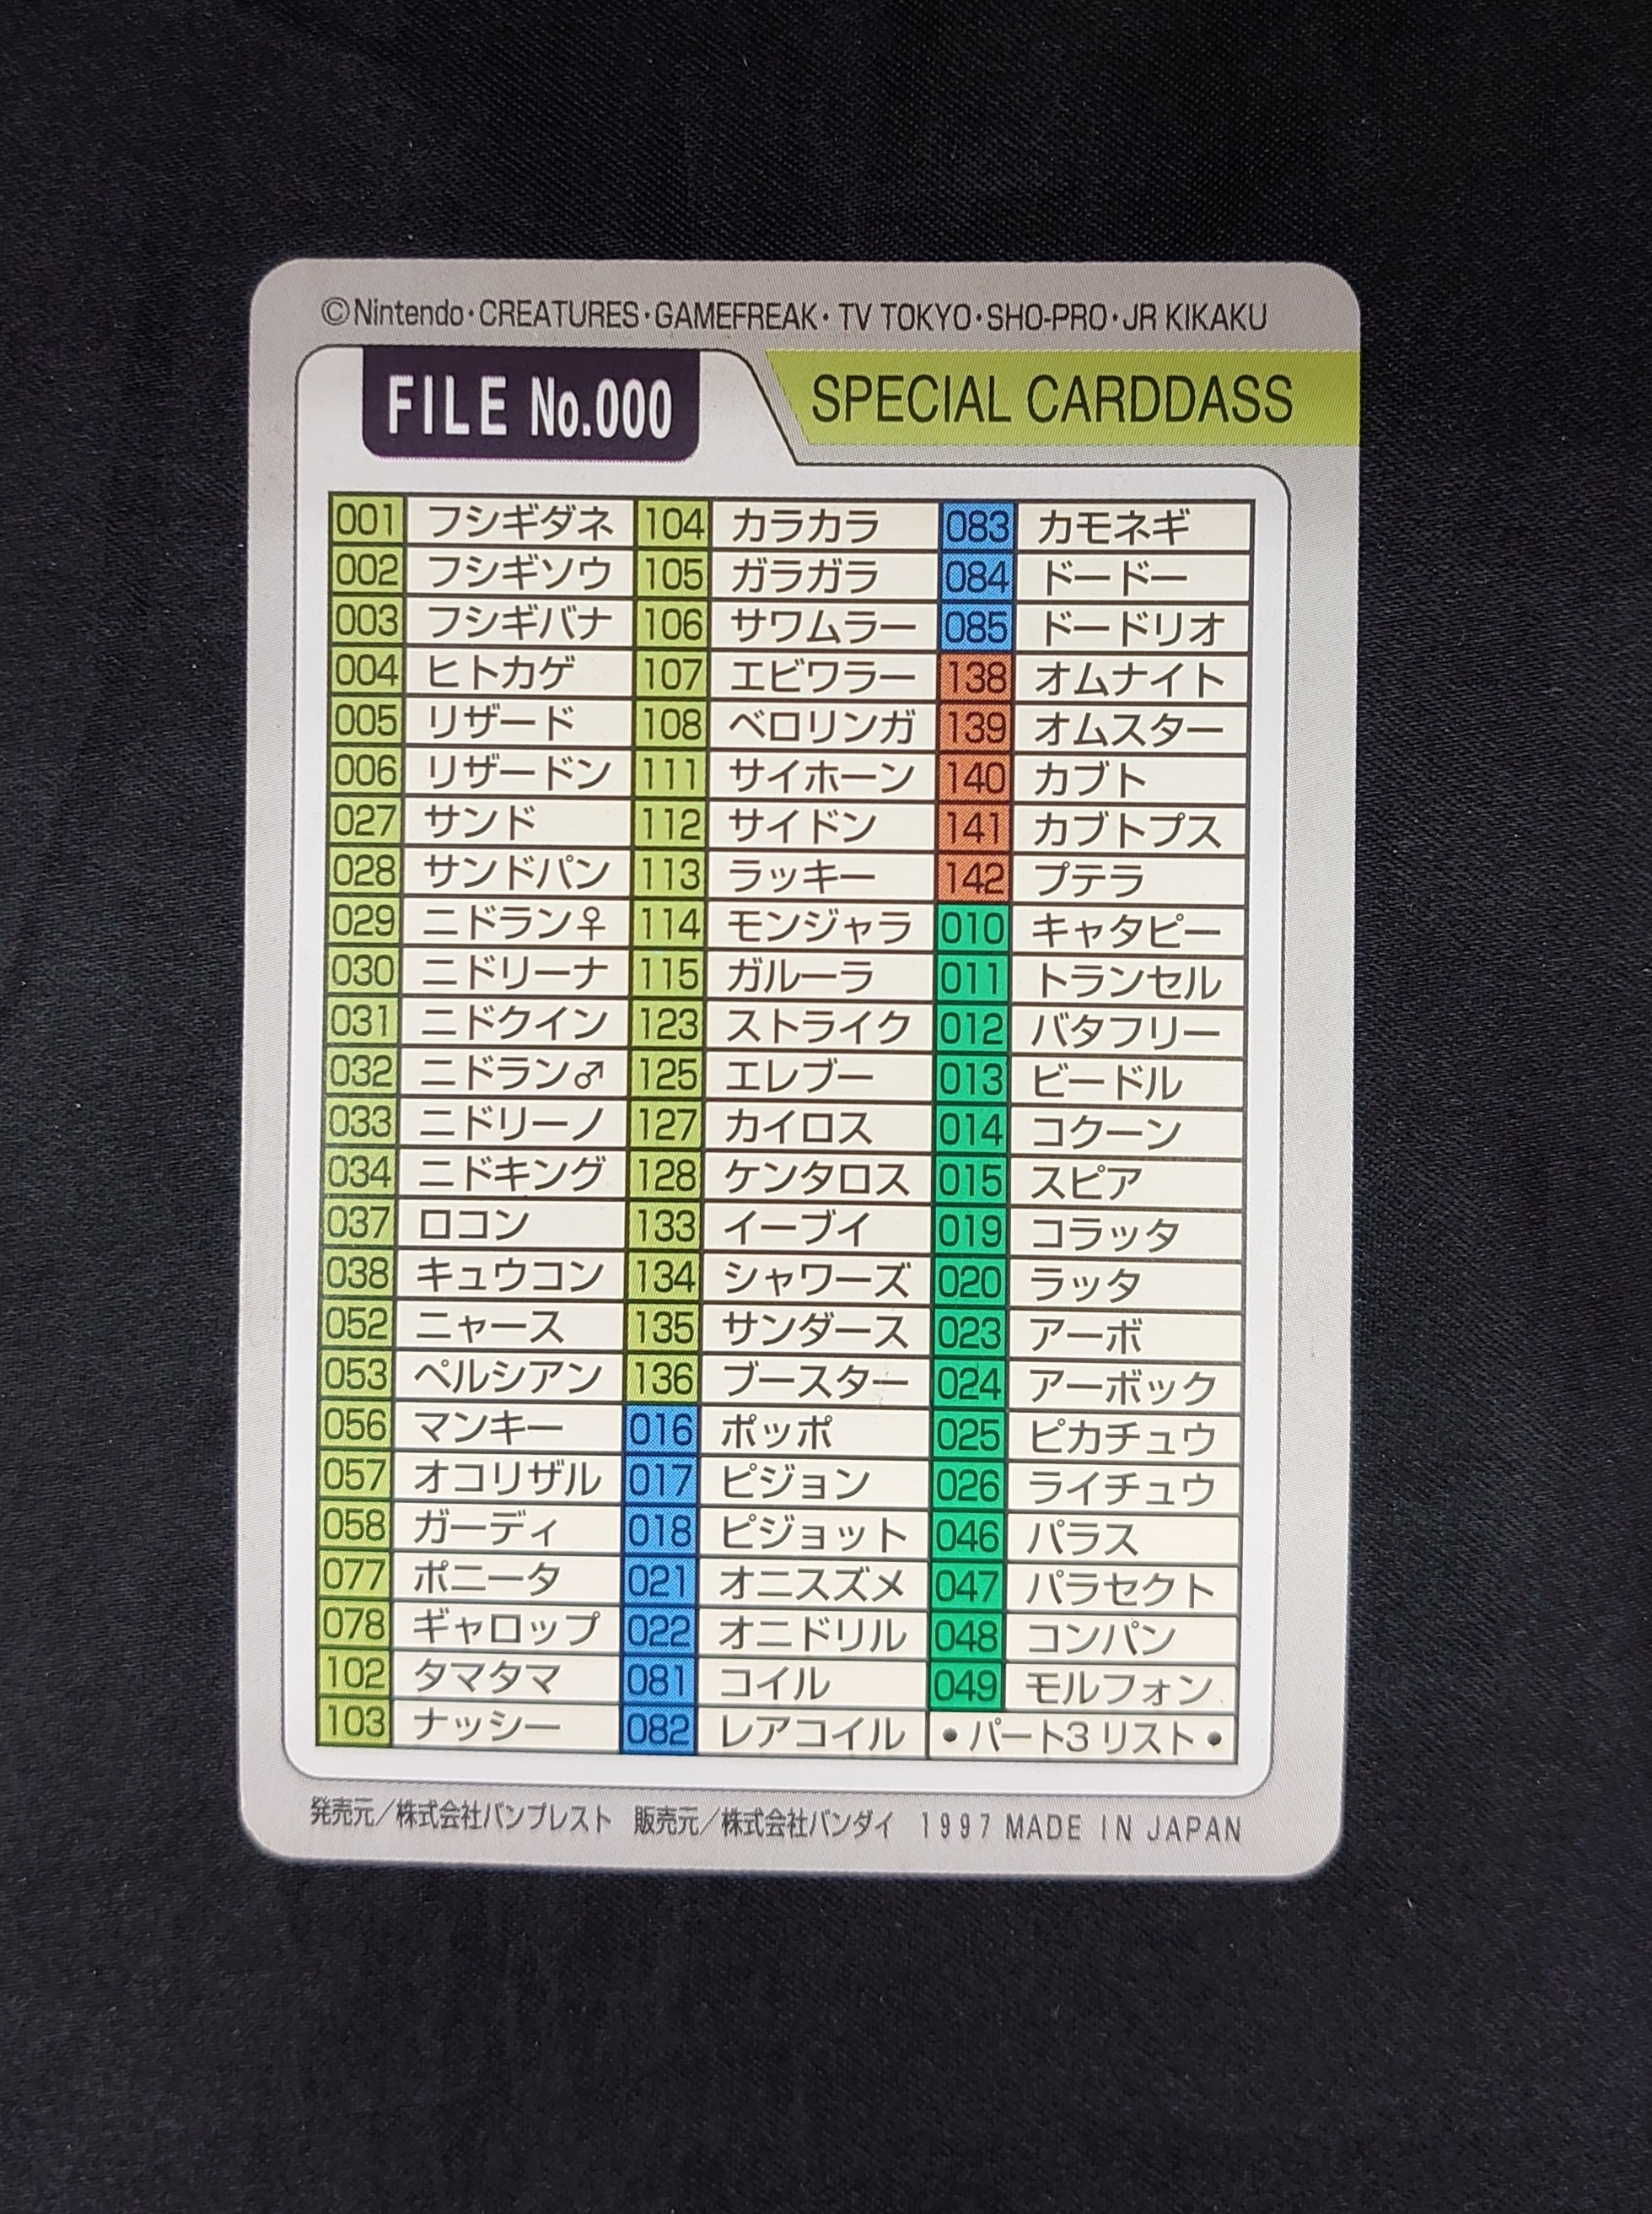 ©Nintendo・CREATURES・GAMEFREAK・TV TOKYO・SHO-PRO・JR KIKAKU
FILE No.000 SPECIAL CARDDASS
001 フシギダネ 104 カラカラ 083 カモネギ
002 フシギソウ 105 ガラガラ 084 ドードー
003 フシギバナ 106 サワムラー 085 ドードリオ
004 ヒトカゲ 107 エビワラー 138 オムナイト
005 リザード 108 ベロリンガ 139 オムスター
006 リザードン 111 サイホーン 140 カブト
027 サンド 112 サイドン 141 カブトプス
028 サンドパン 113 ラッキー 142 プテラ
029 ニドラン♀ 114 モンジャラ 010 キャタピー
030 ニドリーナ 115 ガルーラ 011 トランセル
031 ニドクイン 123 ストライク 012 バタフリー
032 ニドラン♂ 125 エレブー 013 ビードル
033 ニドリーノ 127 カイロス 014 コクーン
034 ニドキング 128 ケンタロス 015 スピア
037 ロコン 133 イーブイ 019 コラッタ
038 キュウコン 134 シャワーズ 020 ラッタ
052 ニャース 135 サンダース 023 アーボ
053 ペルシアン 136 ブースター 024 アーボック
056 マンキー 016 ポッポ 025 ピカチュウ
057 オコリザル 017 ピジョン 026 ライチュウ
058 ガーディ 018 ピジョット 046 パラス
077 ポニータ 021 オニスズメ 047 パラセクト
078 ギャロップ 022 オニドリル 048 コンパン
102 タマタマ 081 コイル 049 モルフォン
103 ナッシー 082 レアコイル •パート3 リスト•
発売元／株式会社バンプレスト 販売元／株式会社バンダイ 1997 MADE IN JAPAN